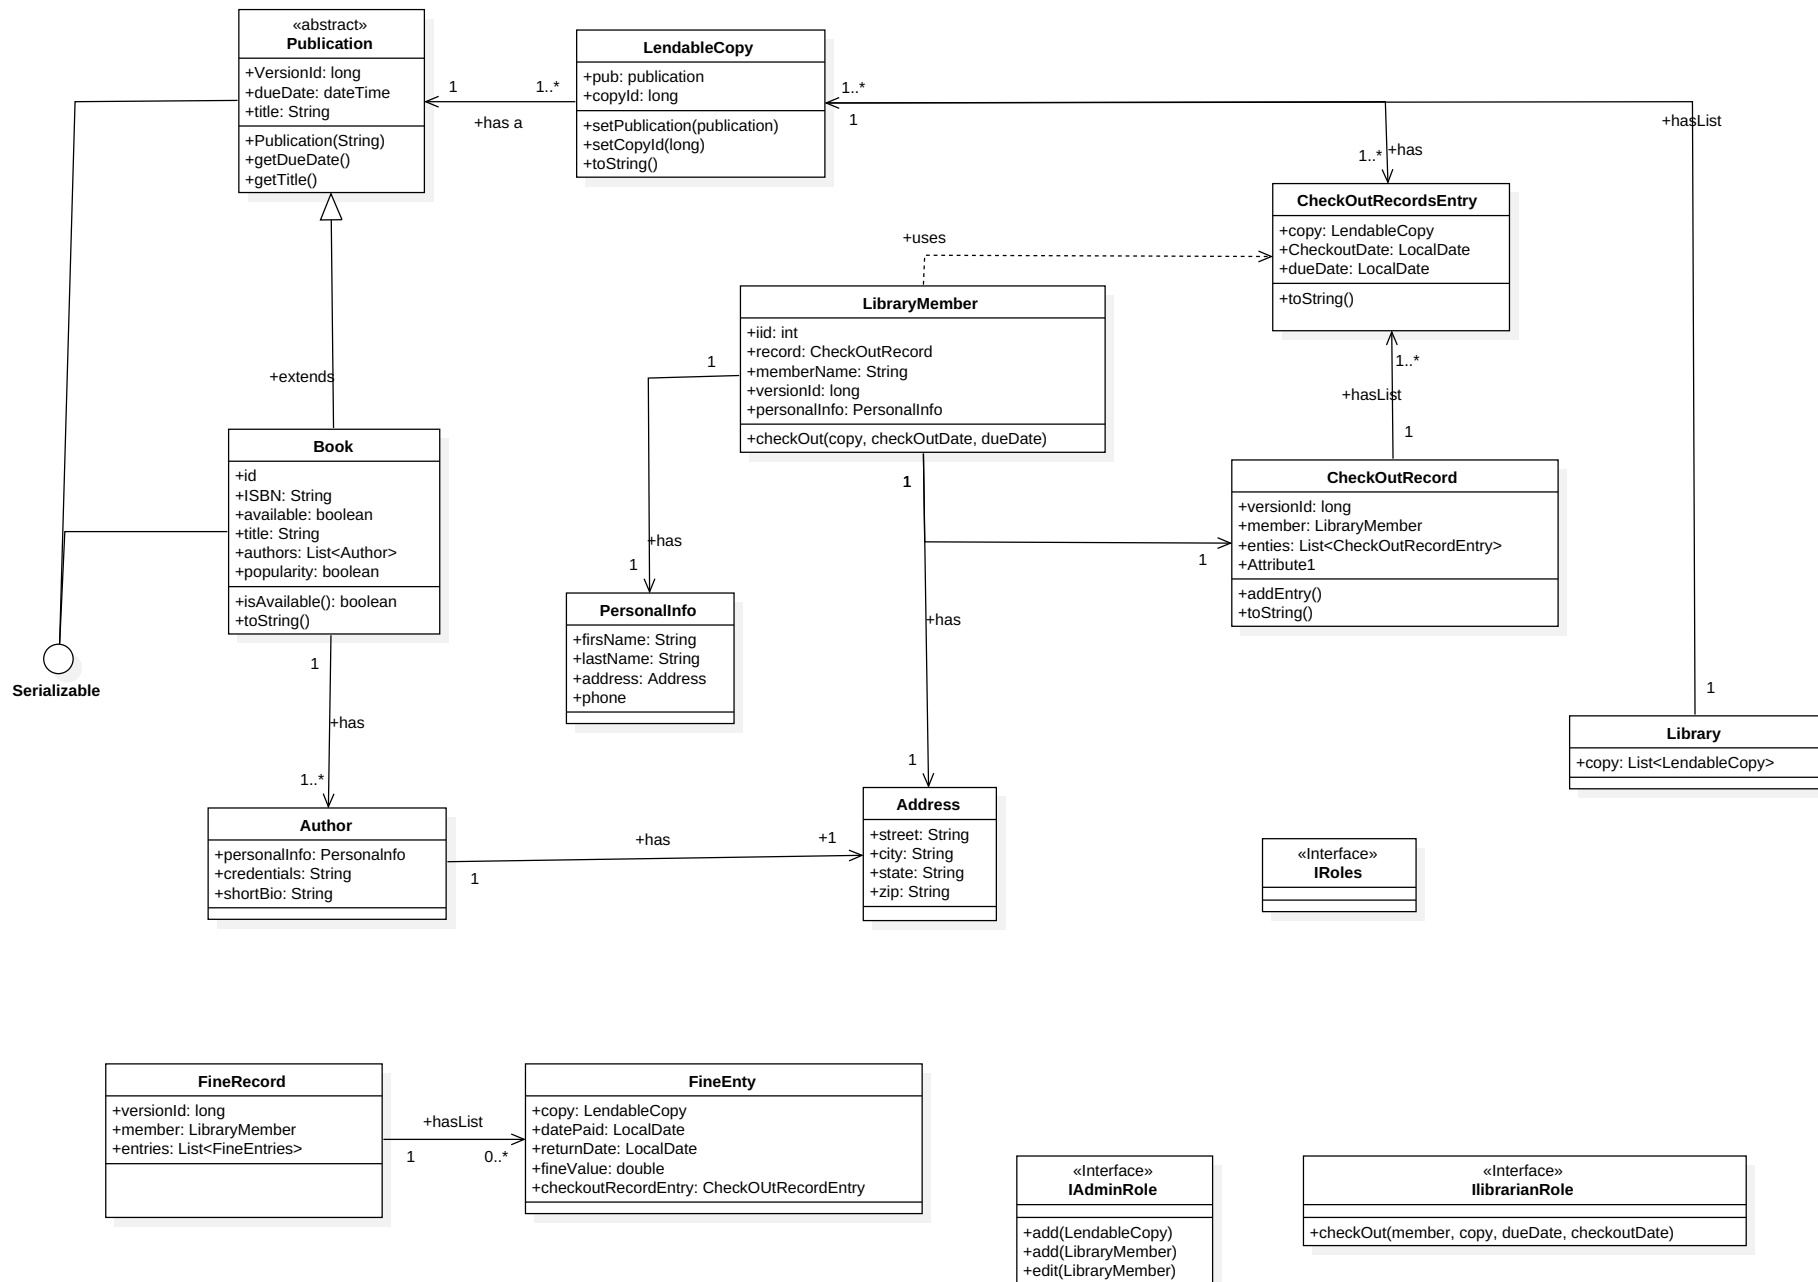 «abstract»
Publication
+VersionId: long
+dueDate: dateTime
+title: String
+Publication(String)
+getDueDate()
+getTitle()
1
1..*
+has a
LendableCopy
+pub: publication
+copyId: long
+setPublication(publication)
+setCopyId(long)
+toString()
1..*
1
+hasList
1..*
+has
CheckOutRecordsEntry
+copy: LendableCopy
+CheckoutDate: LocalDate
+dueDate: LocalDate
+toString()
+uses
LibraryMember
+iid: int
+record: CheckOutRecord
+memberName: String
+versionId: long
+personalInfo: PersonalInfo
+checkOut(copy, checkOutDate, dueDate)
1
1..*
+hasList
1
+extends
Book
+id
+ISBN: String
+available: boolean
+title: String
+authors: List<Author>
+popularity: boolean
+isAvailable(): boolean
+toString()
1
CheckOutRecord
+versionId: long
+member: LibraryMember
+enties: List<CheckOutRecordEntry>
+Attribute1
+addEntry()
+toString()
+has
1
1
PersonalInfo
+firsName: String
+lastName: String
+address: Address
+phone
+has
Serializable
1
+has
1..*
1
1
Library
+copy: List<LendableCopy>
Author
+personalInfo: PersonalnInfo
+credentials: String
+shortBio: String
+has
+1
1
Address
+street: String
+city: String
+state: String
+zip: String
«Interface»
IRoles
FineRecord
+versionId: long
+member: LibraryMember
+entries: List<FineEntries>
+hasList
1
0..*
FineEnty
+copy: LendableCopy
+datePaid: LocalDate
+returnDate: LocalDate
+fineValue: double
+checkoutRecordEntry: CheckOUtRecordEntry
«Interface»
IAdminRole
+add(LendableCopy)
+add(LibraryMember)
+edit(LibraryMember)
«Interface»
IlibrarianRole
+checkOut(member, copy, dueDate, checkoutDate)